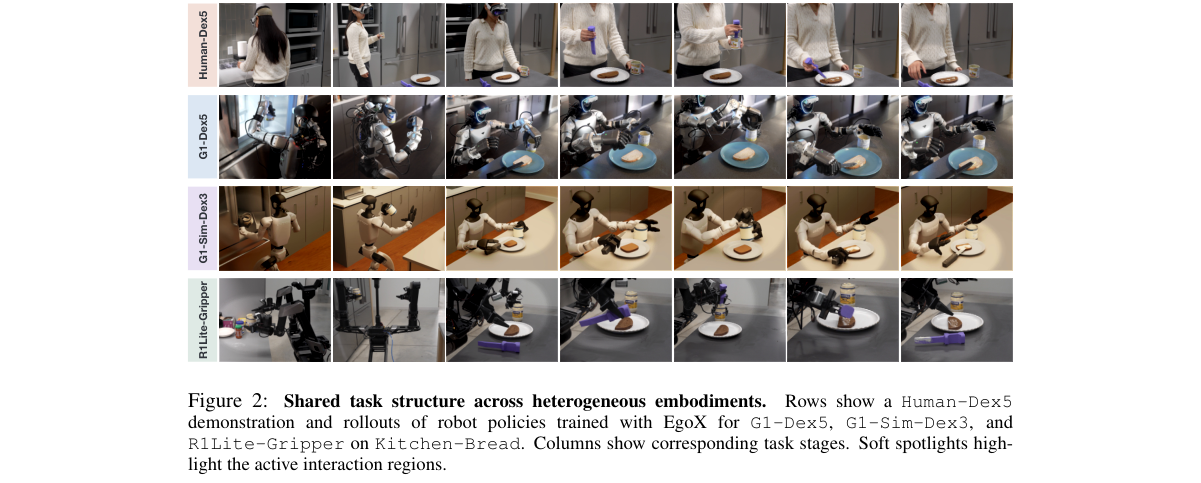 Human-Dex5
G1-Dex5
G1-Sim-Dex3
R1Lite-Gripper
Figure 2: Shared task structure across heterogeneous embodiments. Rows show a Human-Dex5
demonstration and rollouts of robot policies trained with EgoX for G1-Dex5, G1-Sim-Dex3, and
R1Lite-Gripper on Kitchen-Bread. Columns show corresponding task stages. Soft spotlights high-
light the active interaction regions.